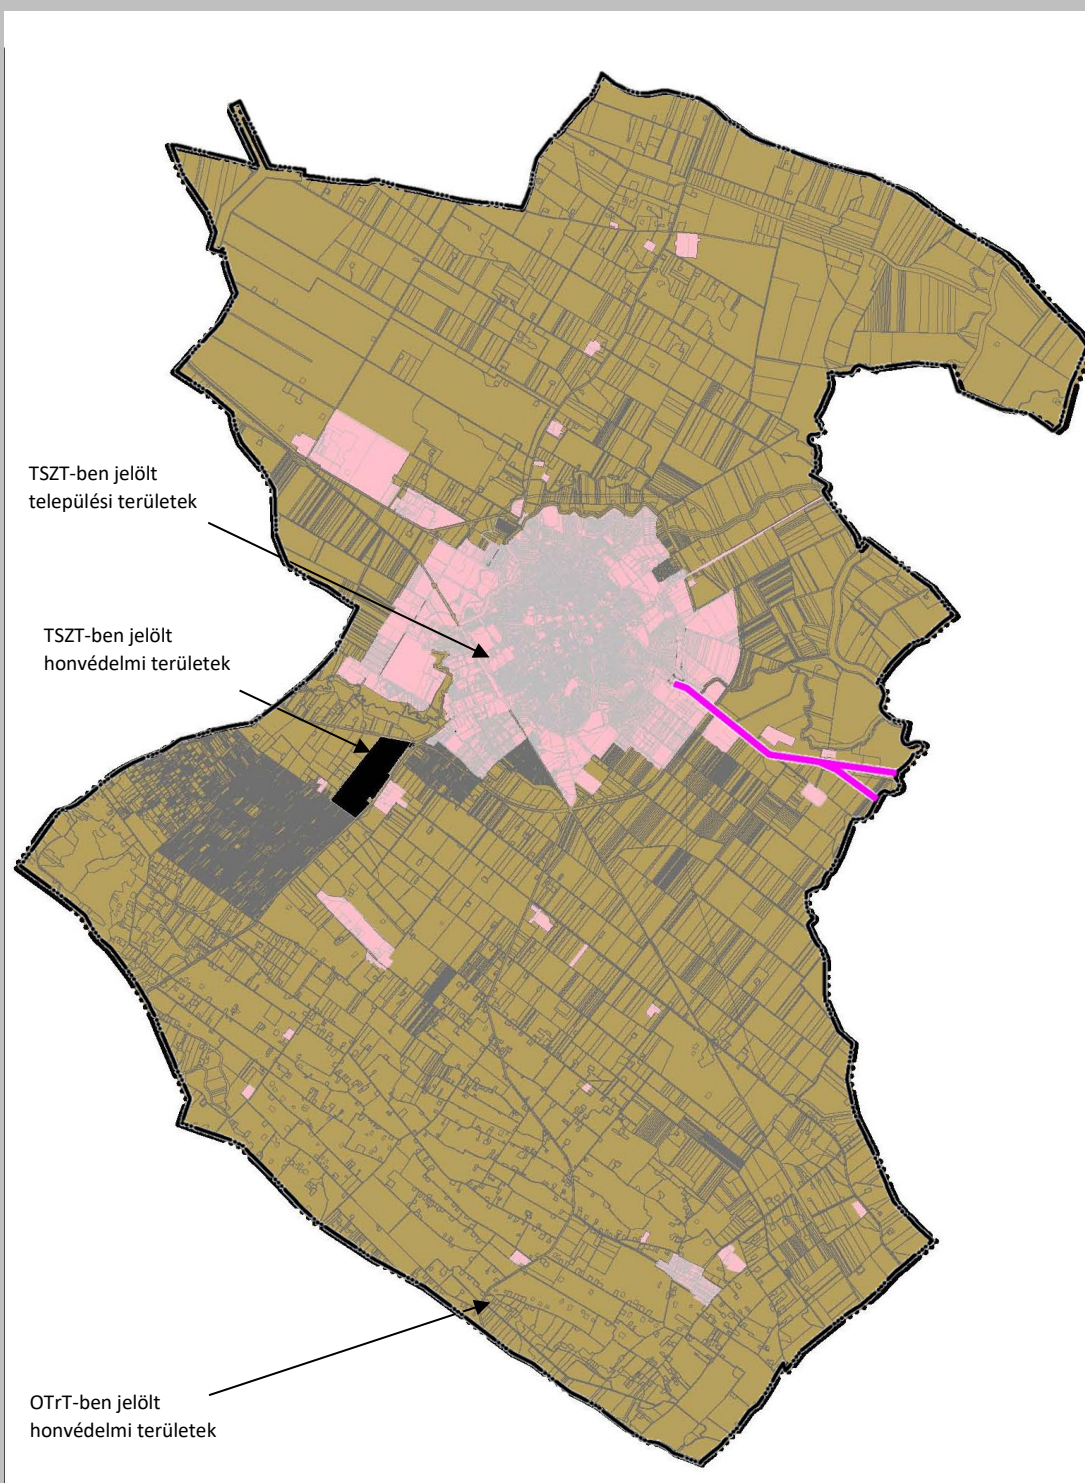 TSZT-ben jelölt
települési területek
TSZT-ben jelölt
honvédelmi területek
OTrT-ben jelölt
honvédelmi területek